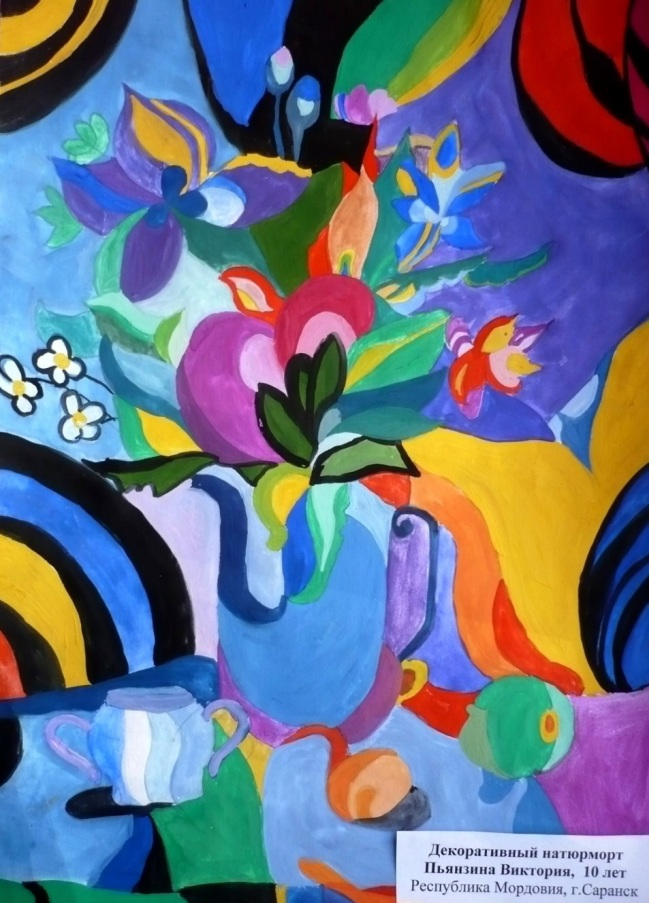 Декоративный натюрморт
Пьянзина Виктория, 10 лет
Республика Мордовия, г.Саранск